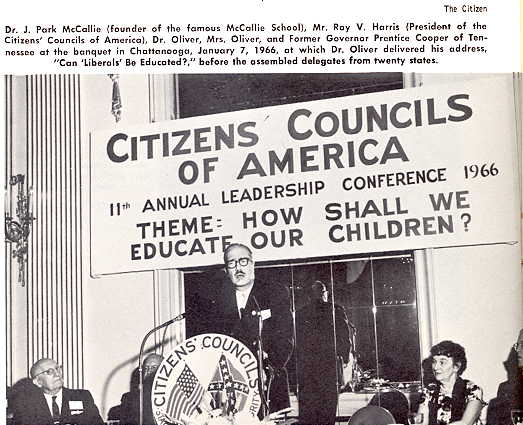 The Citizen
Dr. J. Park McCallie (founder of the famous McCallie School), Mr. Roy V. Harris (President of the
Citizens' Councils of America), Dr. Oliver, Mrs. Oliver, and Former Governor Prentice Cooper of Ten-
nessee at the banquet in Chattanooga, January 7, 1966, at which Dr. Oliver delivered his address,
"Can 'Liberals' Be Educated?," before the assembled delegates from twenty states.
CITIZENS COUNCILS
OF AMERICA
11th ANNUAL LEADERSHIP CONFERENCE 1966
THEME: HOW SHALL WE
EDUCATE OUR CHILDREN?
CITIZENS' COUNCILS